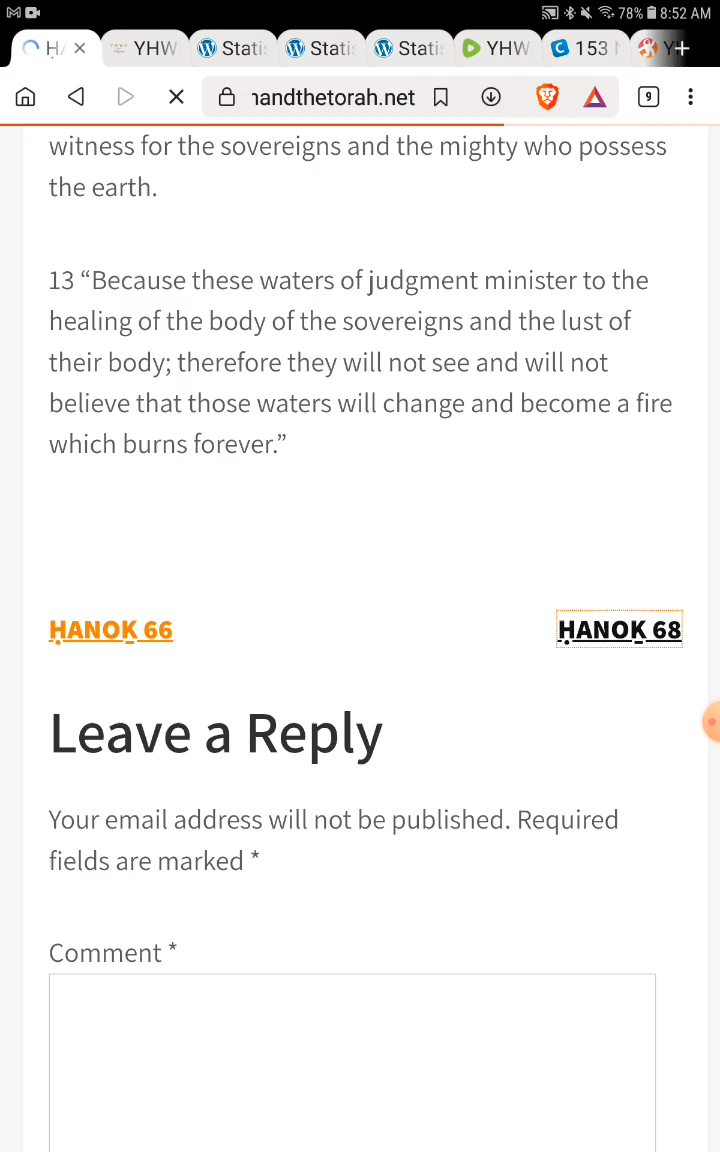 78% 8:52 AM
H YHW Statis Statis Stati YHW 153 Y+
handthetorah.net 9
witness for the sovereigns and the mighty who possess
the earth.
13 “Because these waters of judgment minister to the
healing of the body of the sovereigns and the lust of
their body; therefore they will not see and will not
believe that those waters will change and become a fire
which burns forever.”
ḤANOḴ 66 ḤANOḴ 68
Leave a Reply
Your email address will not be published. Required
fields are marked *
Comment *